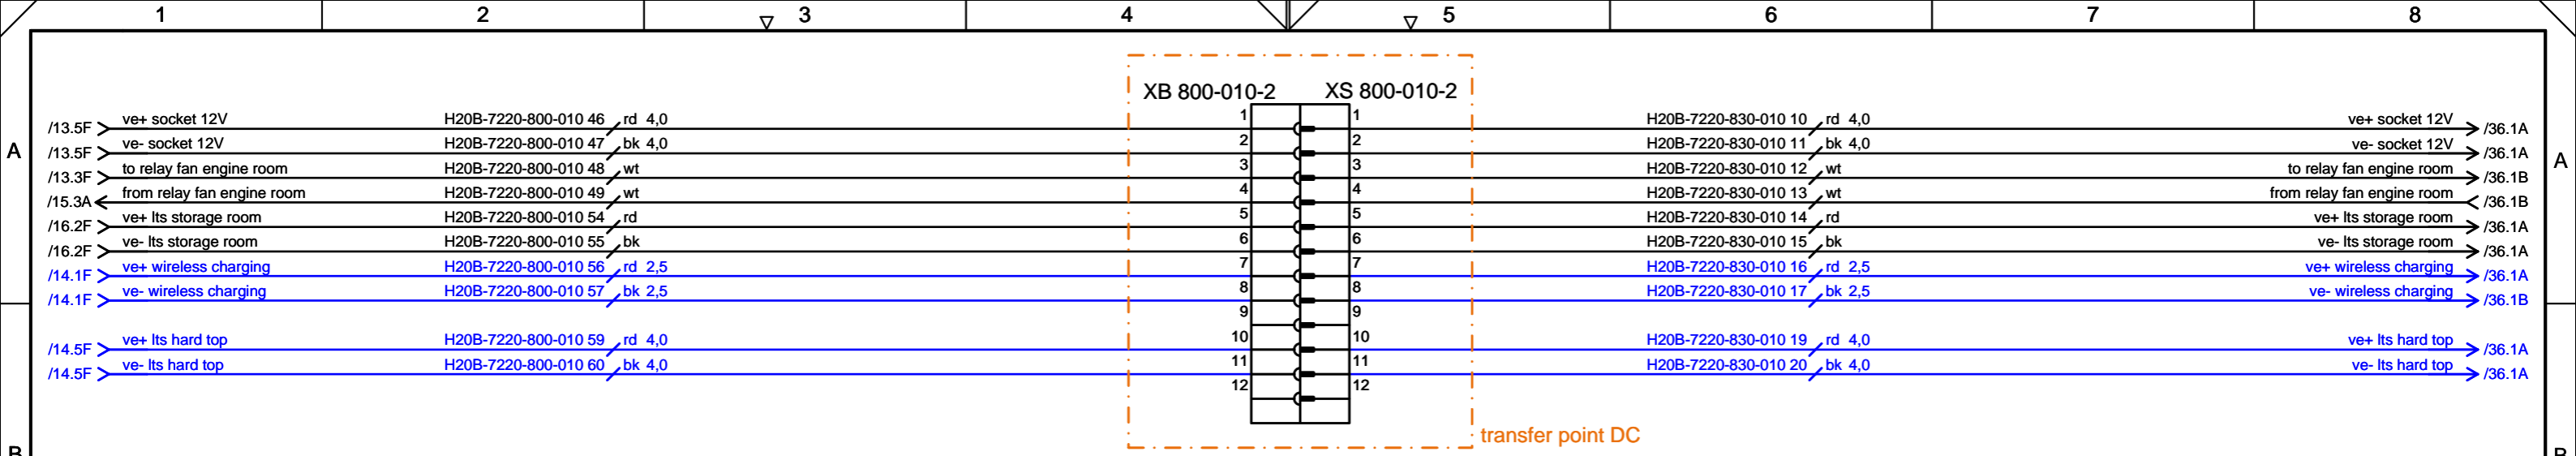 1 2 3 4 5 6 7 8
XB 800-010-2 XS 800-010-2
A A
/13.5F ve+ socket 12V H20B-7220-800-010 46 rd 4,0 1 1 H20B-7220-830-010 10 rd 4,0 ve+ socket 12V /36.1A
/13.5F ve- socket 12V H20B-7220-800-010 47 bk 4,0 2 2 H20B-7220-830-010 11 bk 4,0 ve- socket 12V /36.1A
/13.3F to relay fan engine room H20B-7220-800-010 48 wt 3 3 H20B-7220-830-010 12 wt to relay fan engine room /36.1B
/15.3A from relay fan engine room H20B-7220-800-010 49 wt 4 4 H20B-7220-830-010 13 wt from relay fan engine room /36.1B
/16.2F ve+ lts storage room H20B-7220-800-010 54 rd 5 5 H20B-7220-830-010 14 rd ve+ lts storage room /36.1A
/16.2F ve- lts storage room H20B-7220-800-010 55 bk 6 6 H20B-7220-830-010 15 bk ve- lts storage room /36.1A
/14.1F ve+ wireless charging H20B-7220-800-010 56 rd 2,5 7 7 H20B-7220-830-010 16 rd 2,5 ve+ wireless charging /36.1A
/14.1F ve- wireless charging H20B-7220-800-010 57 bk 2,5 8 8 H20B-7220-830-010 17 bk 2,5 ve- wireless charging /36.1B
9 9
/14.5F ve+ lts hard top H20B-7220-800-010 59 rd 4,0 10 10 H20B-7220-830-010 19 rd 4,0 ve+ lts hard top /36.1A
/14.5F ve- lts hard top H20B-7220-800-010 60 bk 4,0 11 11 H20B-7220-830-010 20 bk 4,0 ve- lts hard top /36.1A
12 12
transfer point DC
B B